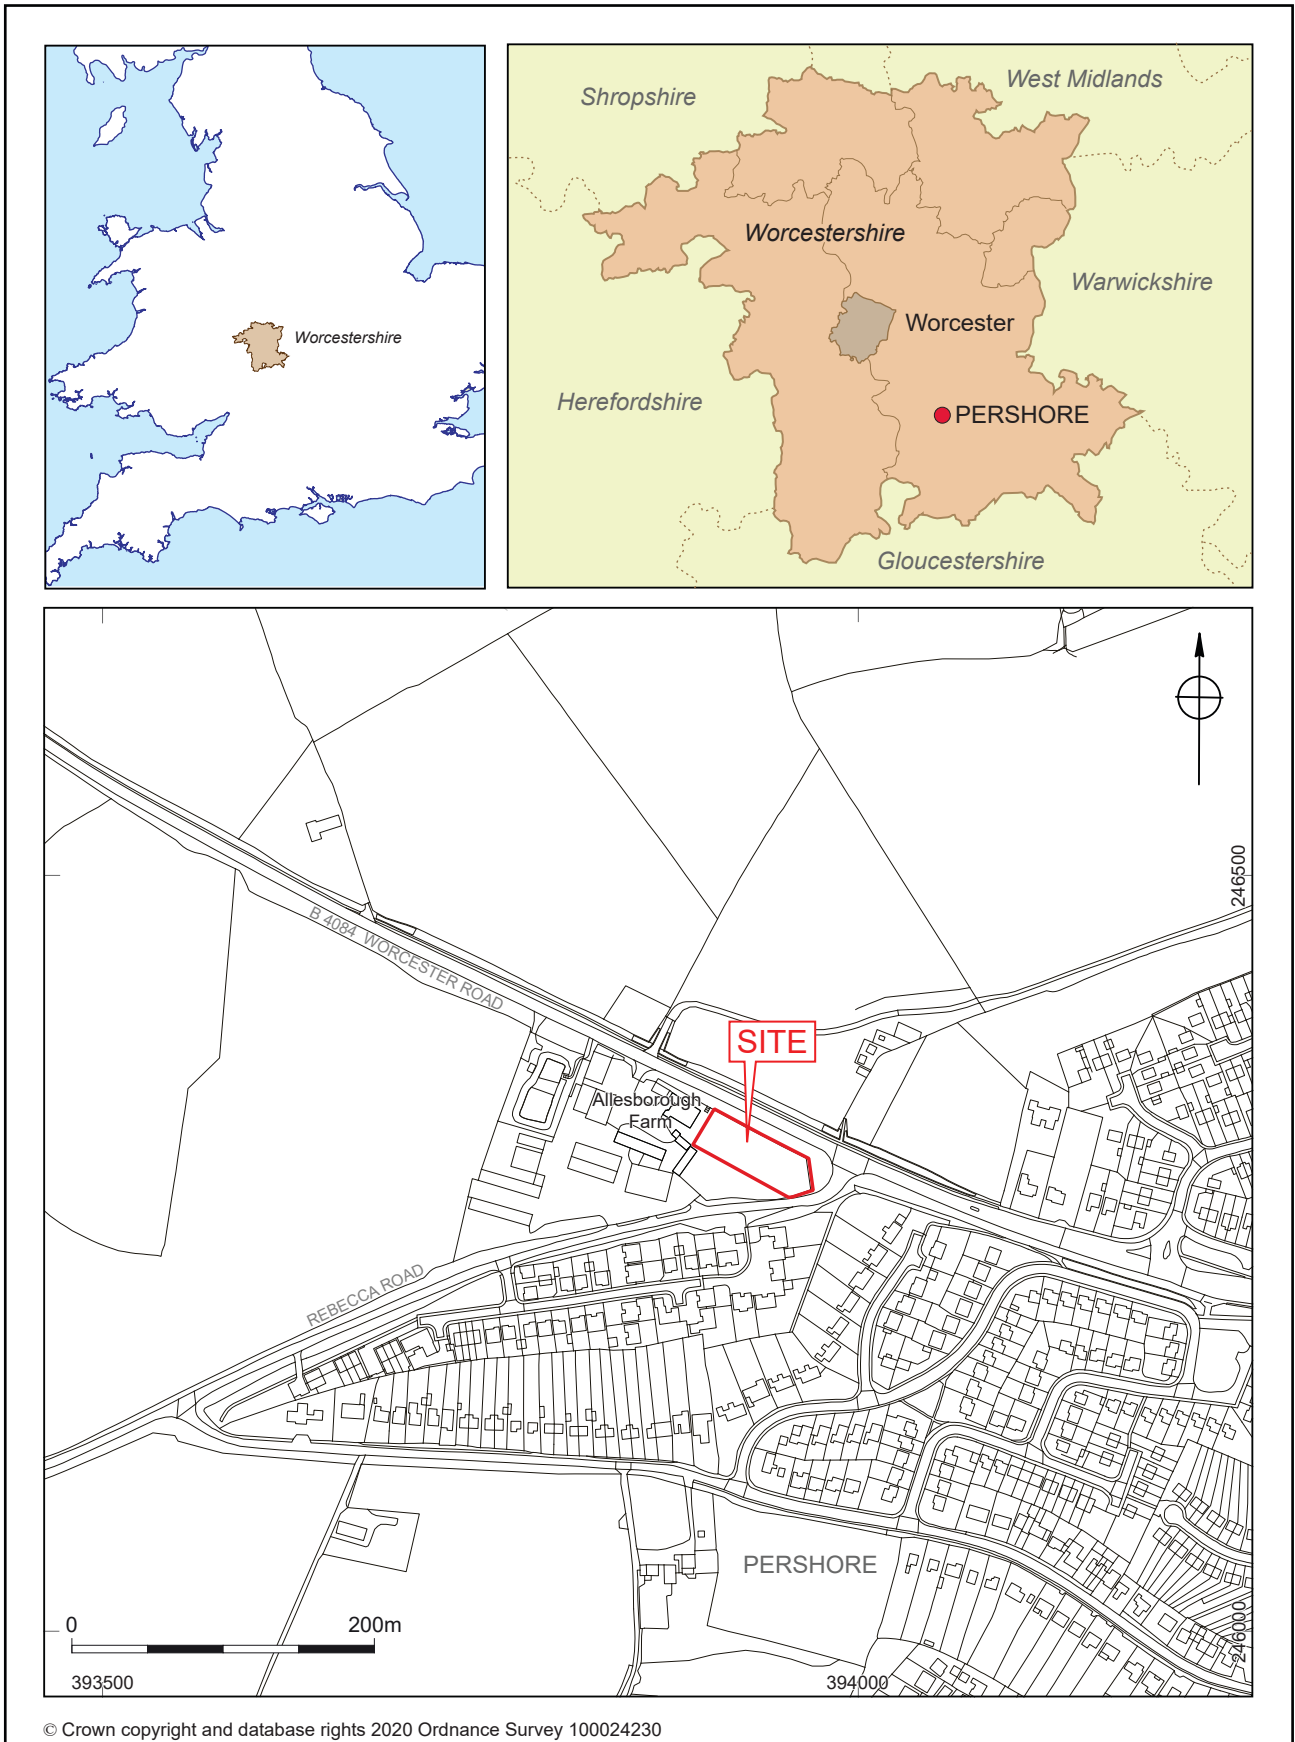 Worcestershire
Shropshire
West Midlands
Worcestershire
Warwickshire
Worcester
Herefordshire
PERSHORE
Gloucestershire
246500
B 4084 WORCESTER ROAD
SITE
Allesborough
Farm
REBECCA ROAD
PERSHORE
246000
0 200m
393500 394000
© Crown copyright and database rights 2020 Ordnance Survey 100024230